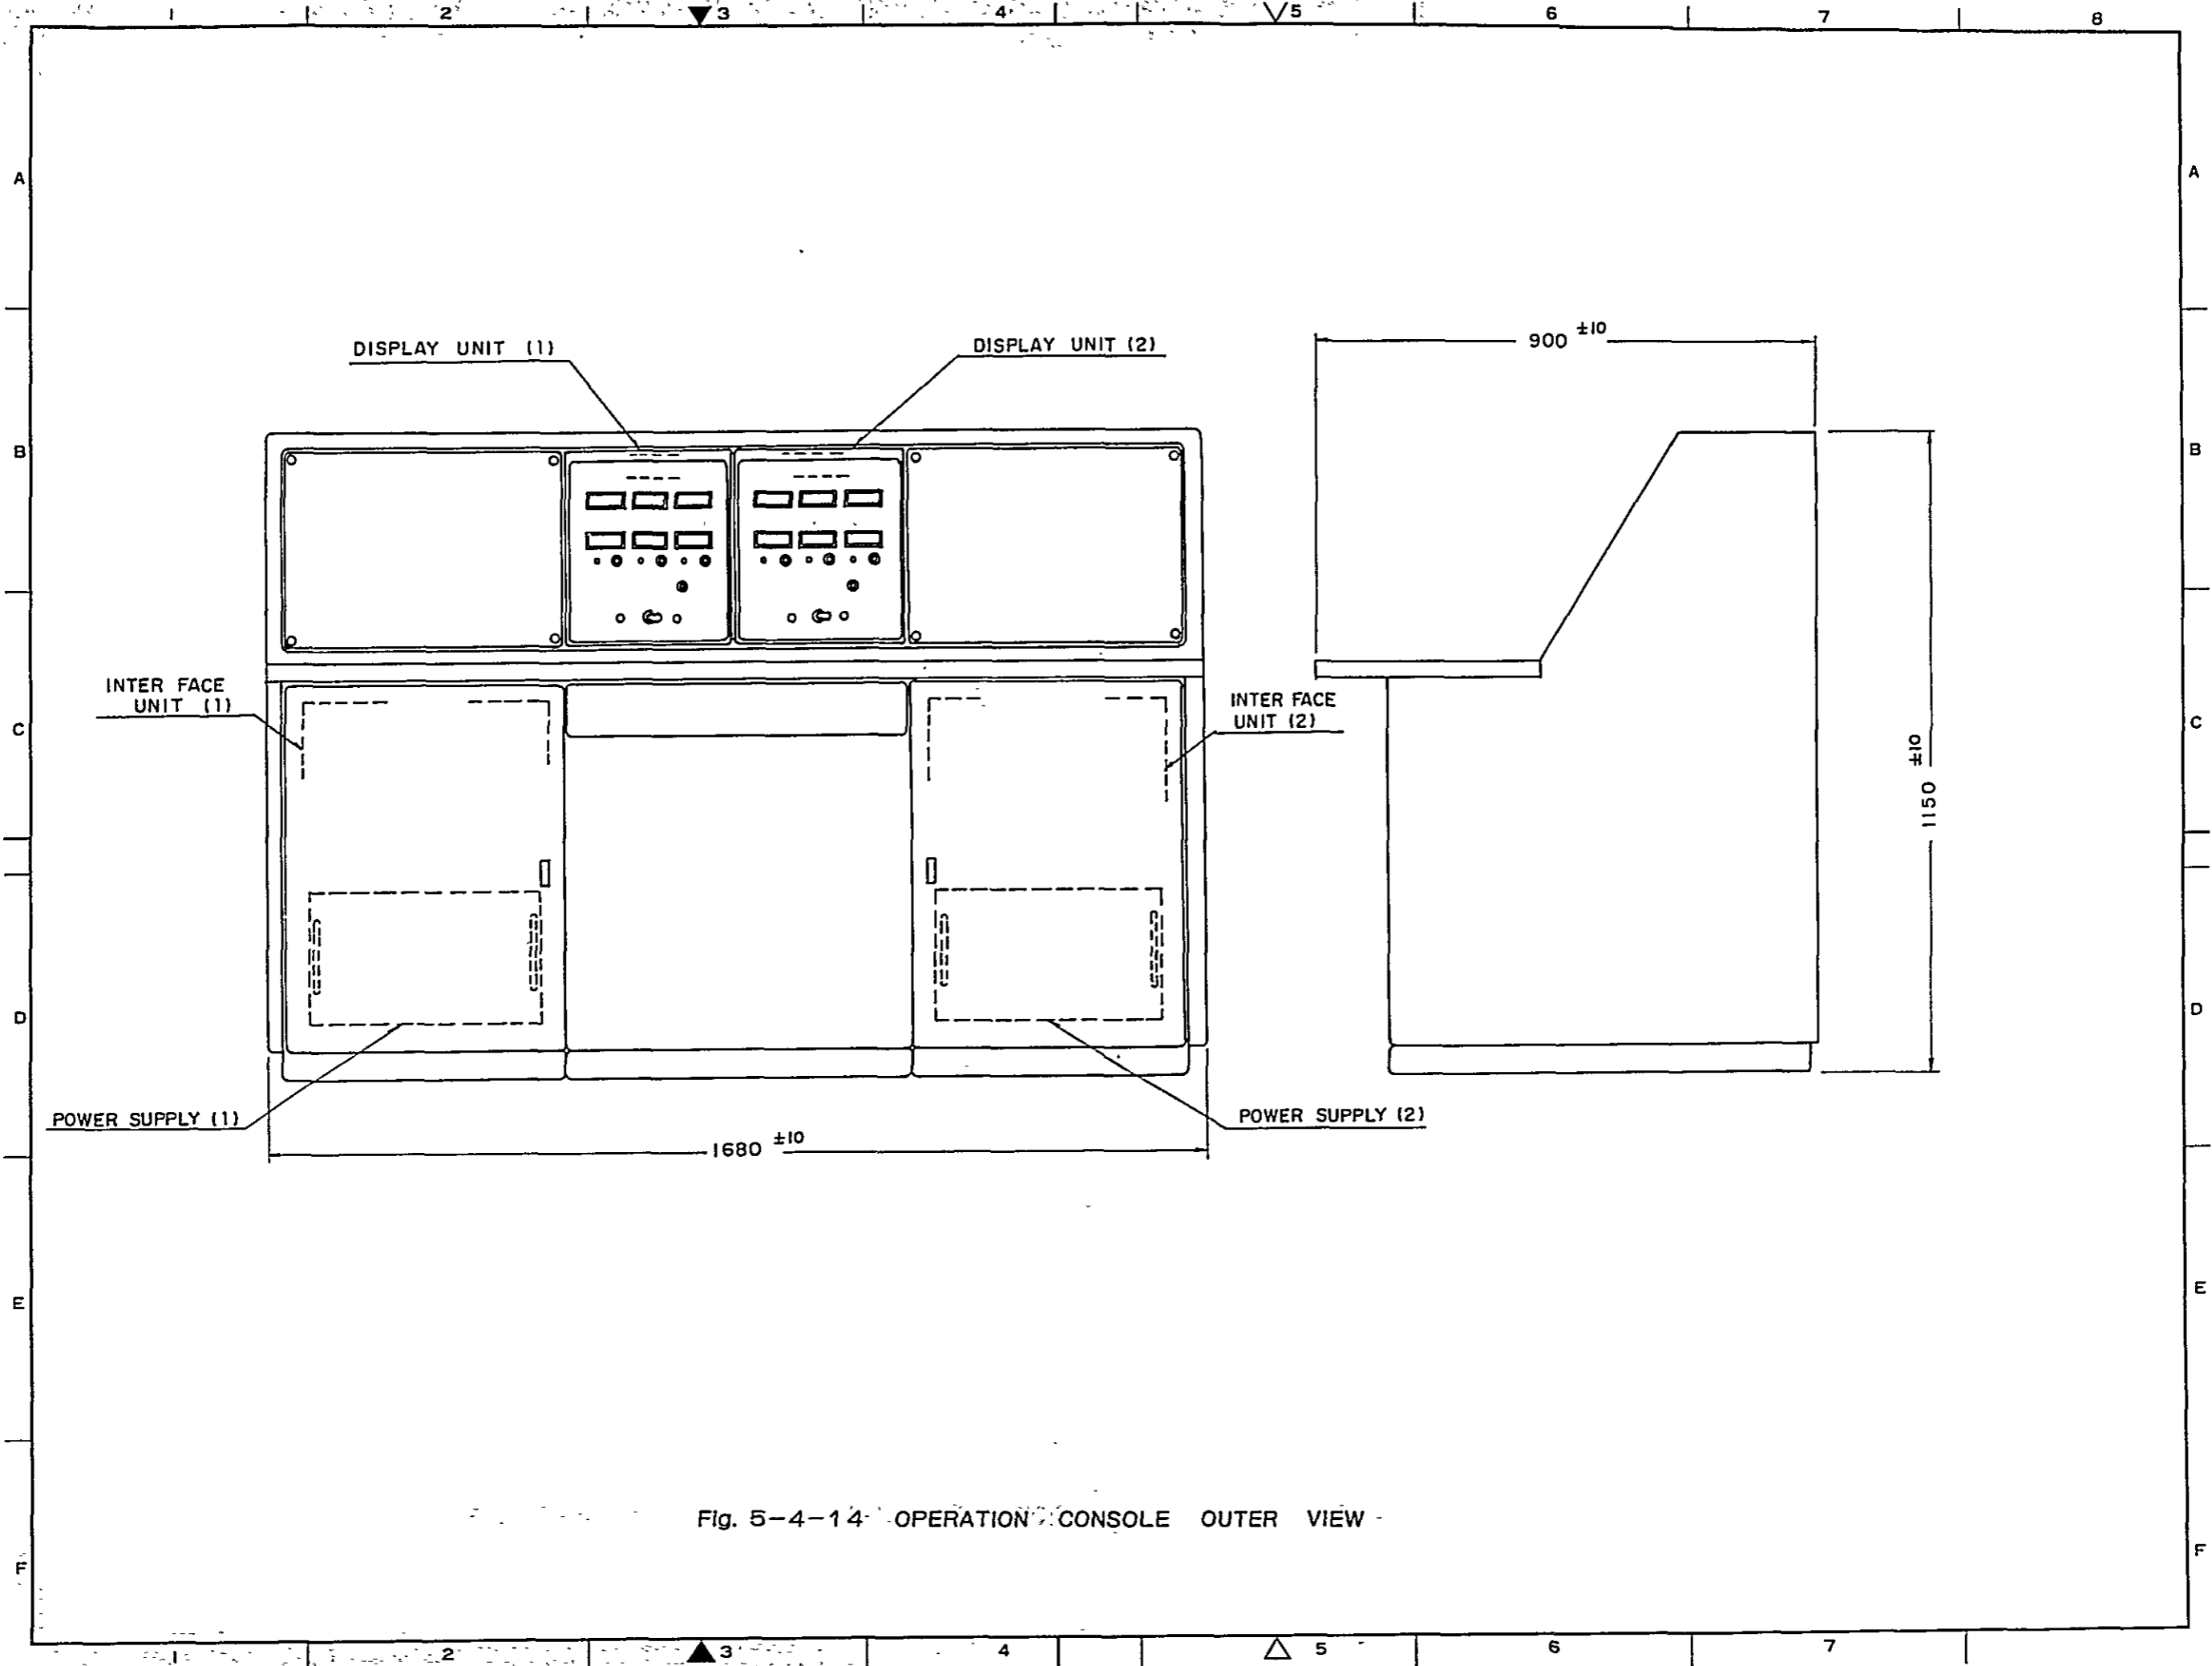 1 2 3 4 5 6 7 8
A A
DISPLAY UNIT (1)
DISPLAY UNIT (2)
900 ±10
B B
INTER FACE
UNIT (1)
INTER FACE
UNIT (2)
C C
1150 ±10
D D
POWER SUPPLY (1)
POWER SUPPLY (2)
1680 ±10
E E
Fig. 5-4-14 OPERATION CONSOLE OUTER VIEW
F F
1 2 3 4 5 6 7